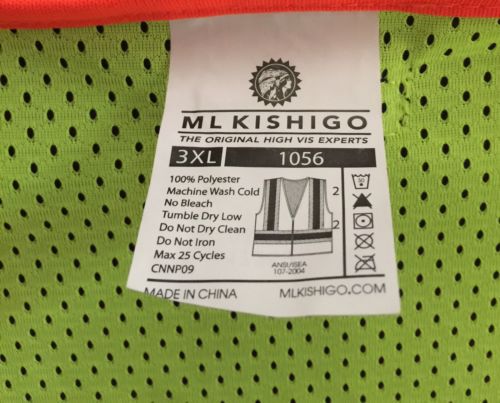 ML KISHIGO
THE ORIGINAL HIGH VIS EXPERTS
3XL 1056
100% Polyester
Machine Wash Cold
No Bleach
Tumble Dry Low
Do Not Dry Clean
Do Not Iron
Max 25 Cycles
CNNP09
2
2
ANSI/ISEA
107-2004
MADE IN CHINA
MLKISHIGO.COM